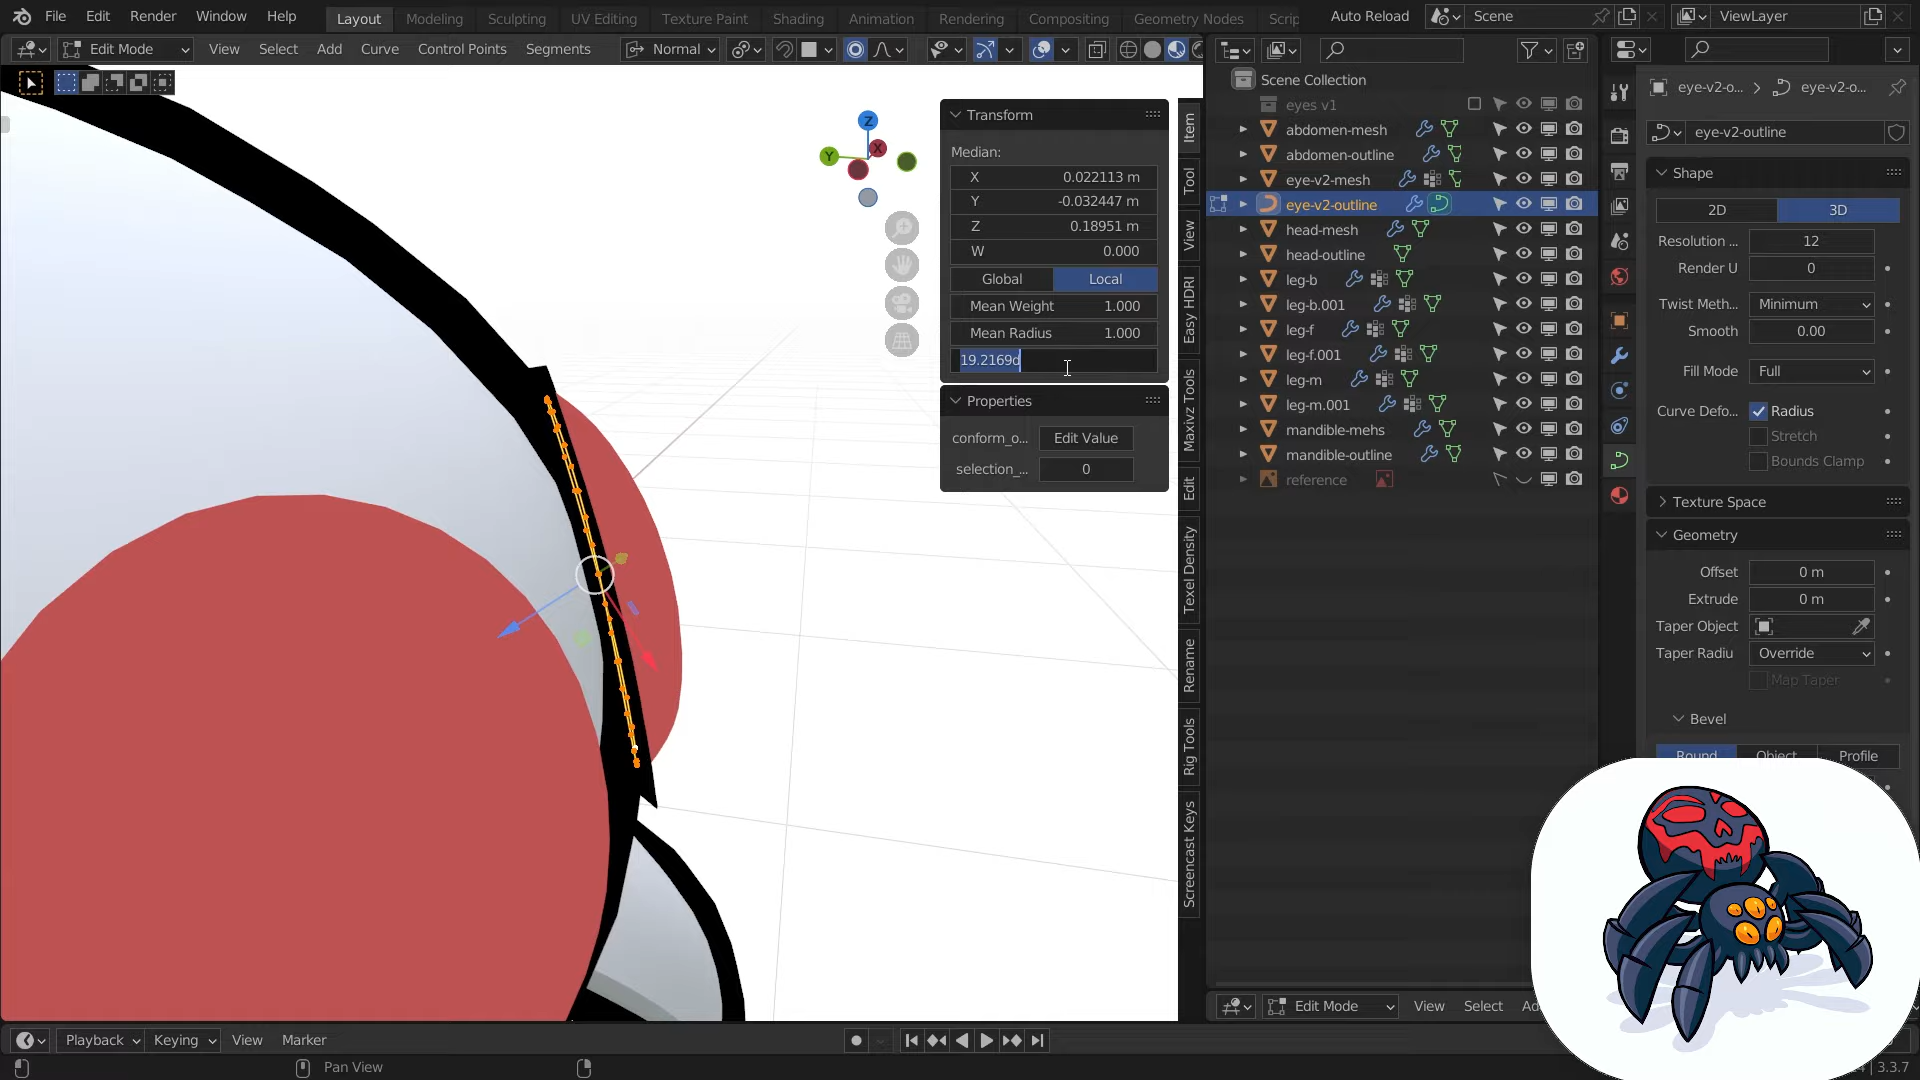 File Edit Render Window Help Layout Modeling Sculpting UV Editing Texture Paint Shading Animation Rendering Compositing Geometry Nodes Scrip Auto Reload Scene ViewLayer
Edit Mode View Select Add Curve Control Points Segments Normal
Z
Y
X
Transform
Median:
X 0.022113 m
Y -0.032447 m
Z 0.18951 m
W 0.000
Global Local
Mean Weight 1.000
Mean Radius 1.000
19.2169d
Properties
conform_o... Edit Value
selection_... 0
Item
Tool
View
Easy HDRI
Maxivz Tools
Edit
Texel Density
Rename
Rig Tools
Screencast Keys
Scene Collection
eyes v1
abdomen-mesh
abdomen-outline
eye-v2-mesh
eye-v2-outline
head-mesh
head-outline
leg-b
leg-b.001
leg-f
leg-f.001
leg-m
leg-m.001
mandible-mehs
mandible-outline
reference
Edit Mode View Select Ad
eye-v2-o... > eye-v2-o...
eye-v2-outline
Shape
2D 3D
Resolution ... 12
Render U 0
Twist Meth... Minimum
Smooth 0.00
Fill Mode Full
Curve Defo... Radius
Stretch
Bounds Clamp
Texture Space
Geometry
Offset 0 m
Extrude 0 m
Taper Object
Taper Radiu Override
Map Taper
Bevel
Round Object Profile
Playback Keying View Marker
Pan View
3.3.7